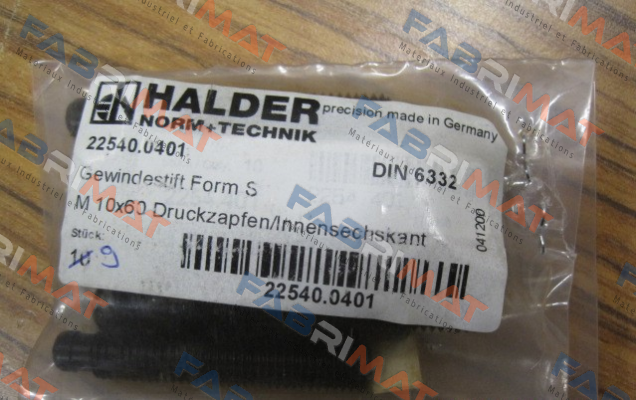 HALDER
NORM+TECHNIK
precision made in Germany
22540.0401
DIN 6332
Gewindestift Form S
M 10x60 Druckzapfen/Innensechskant
041200
Stück:
10 9
22540.0401
FABRIMAT
Matériaux Industriel et Fabrications